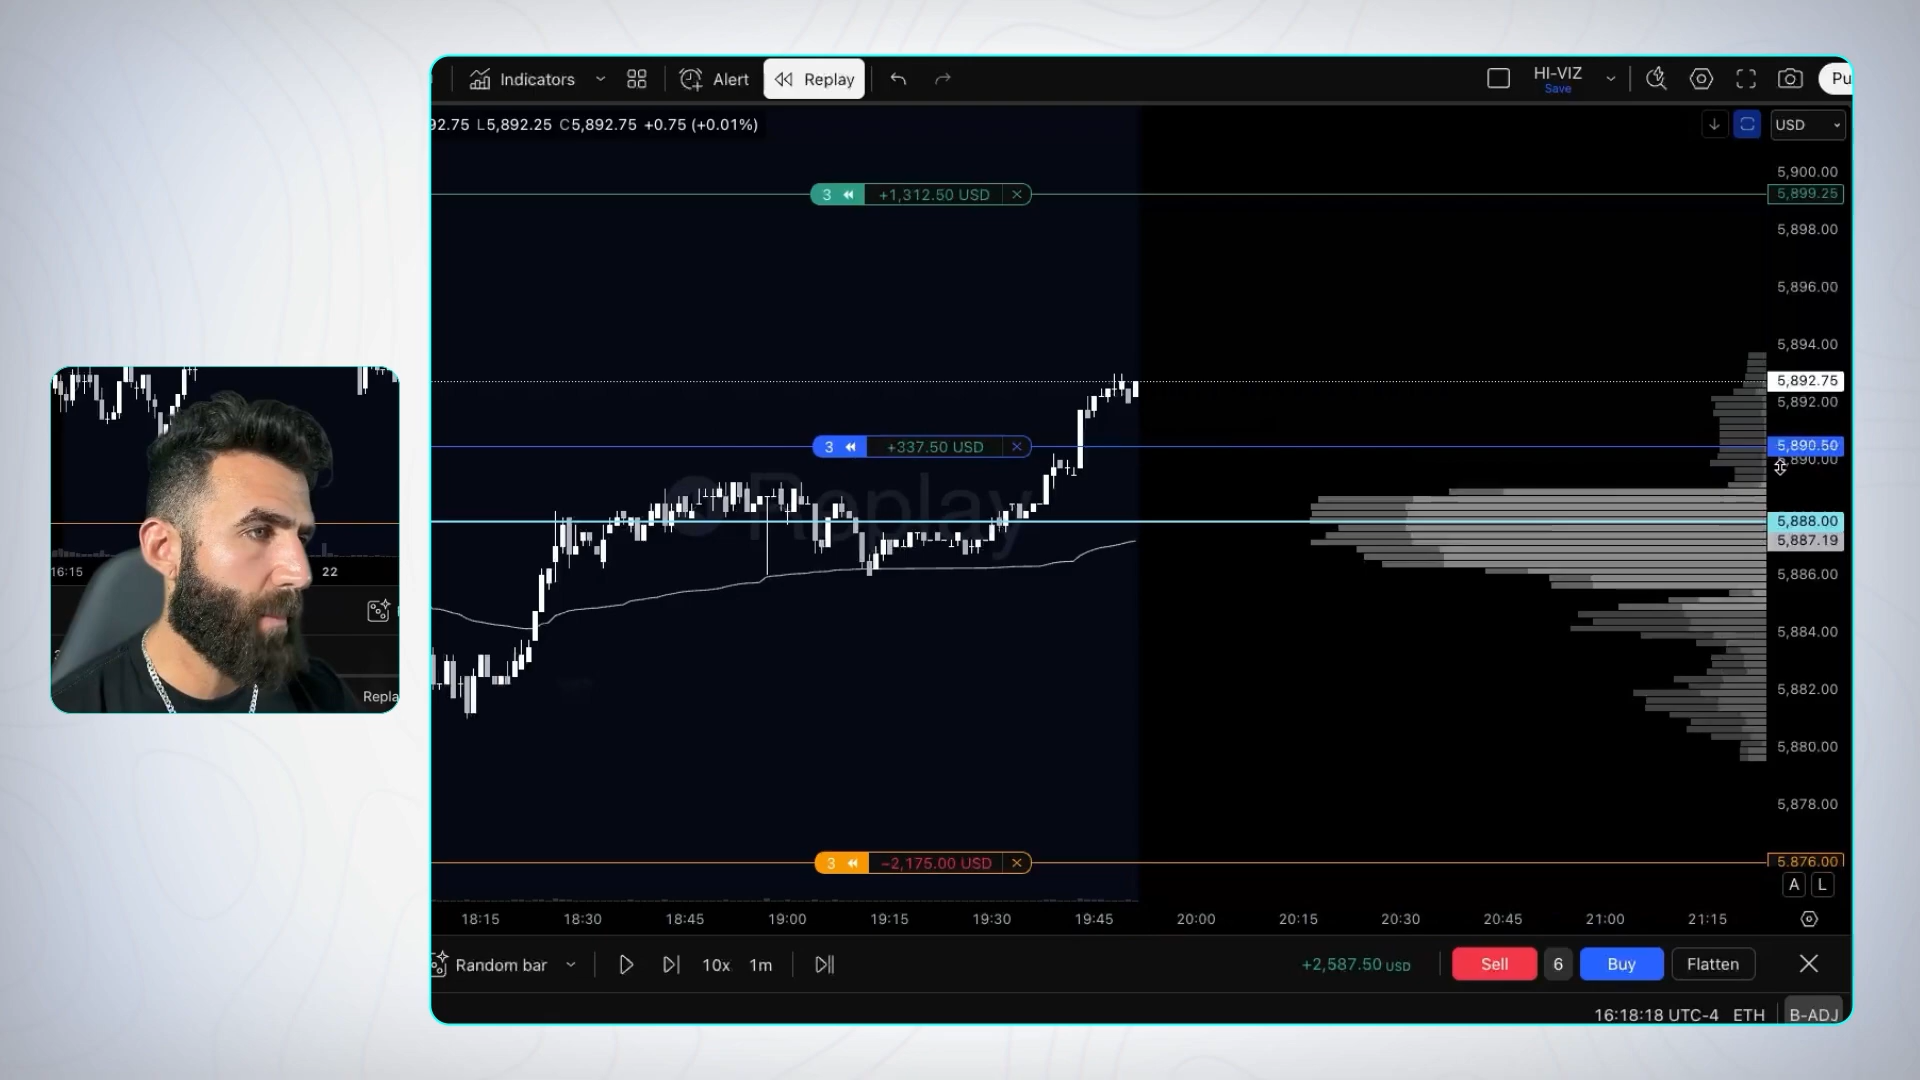 Indicators
Alert
Replay
HI-VIZ
Save
Pu
92.75 L5,892.25 C5,892.75 +0.75 (+0.01%)
USD
5,900.00
3 +1,312.50 USD
5,899.25
5,898.00
5,896.00
5,894.00
5,892.75
5,892.00
3 +337.50 USD
5,890.50
5,890.00
Replay
5,888.00
5,887.19
5,886.00
5,884.00
5,882.00
5,880.00
5,878.00
3 −2,175.00 USD
5,876.00
A L
18:15 18:30 18:45 19:00 19:15 19:30 19:45 20:00 20:15 20:30 20:45 21:00 21:15
Random bar
10x 1m
+2,587.50 USD
Sell 6 Buy Flatten
16:18:18 UTC-4 ETH B-ADJ
16:15
22
Repla